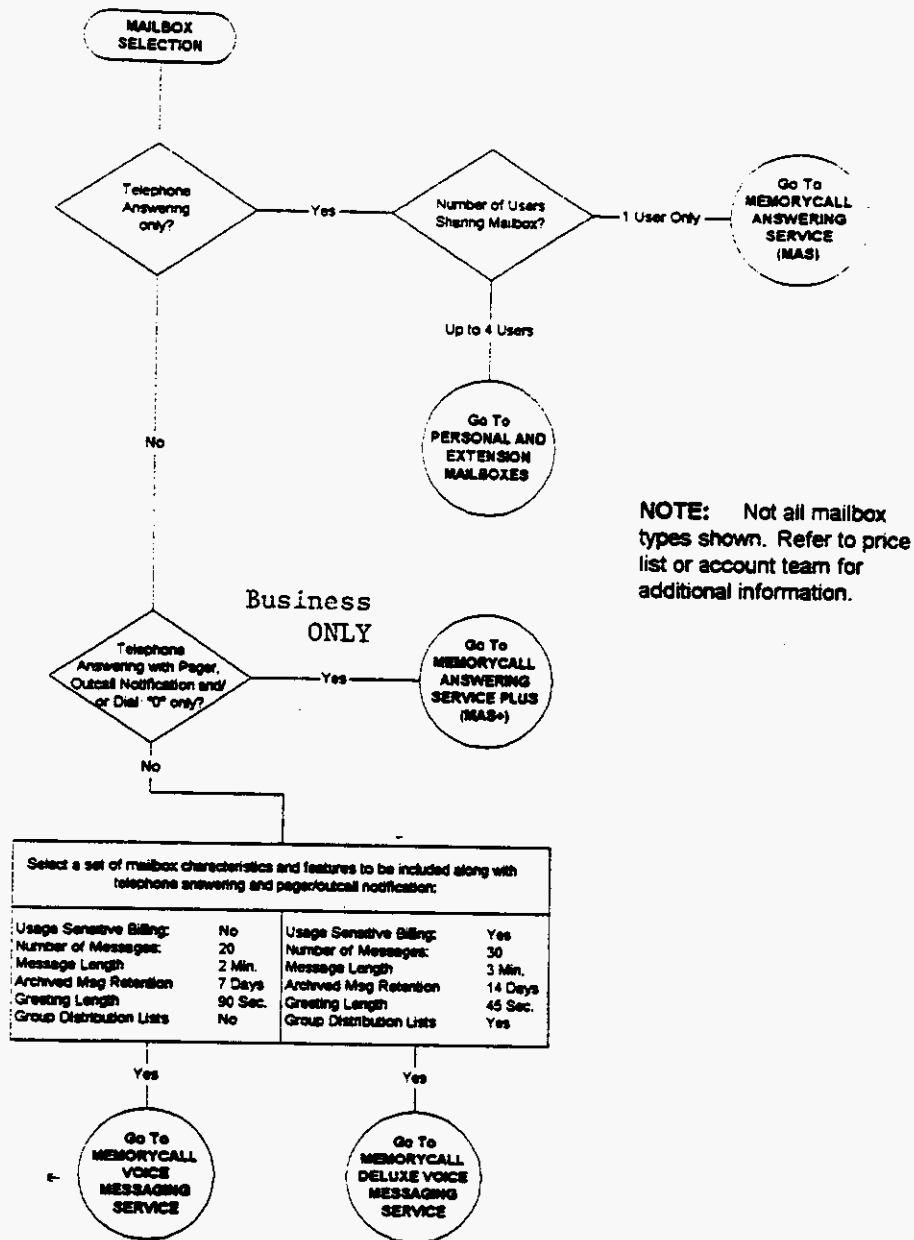 MAILBOX
SELECTION
Telephone
Answering
only?
Yes
Number of Users
Sharing Mailbox?
1 User Only
Go To
MEMORYCALL
ANSWERING
SERVICE
(MAS)
Up to 4 Users
Go To
PERSONAL AND
EXTENSION
MAILBOXES
No
NOTE: Not all mailbox
types shown. Refer to price
list or account team for
additional information.
Business
ONLY
Telephone
Answering with Pager,
Outcall Notification and/
or Dial "0" only?
Yes
Go To
MEMORYCALL
ANSWERING
SERVICE PLUS
(MAS+)
No
Select a set of mailbox characteristics and features to be included along with
telephone answering and pager/outcall notification:
Usage Sensitive Billing: No
Number of Messages: 20
Message Length 2 Min.
Archived Msg Retention 7 Days
Greeting Length 90 Sec.
Group Distribution Lists No
Usage Sensitive Billing: Yes
Number of Messages: 30
Message Length 3 Min.
Archived Msg Retention 14 Days
Greeting Length 45 Sec.
Group Distribution Lists Yes
Yes
Yes
Go To
MEMORYCALL
VOICE
MESSAGING
SERVICE
Go To
MEMORYCALL
DELUXE VOICE
MESSAGING
SERVICE